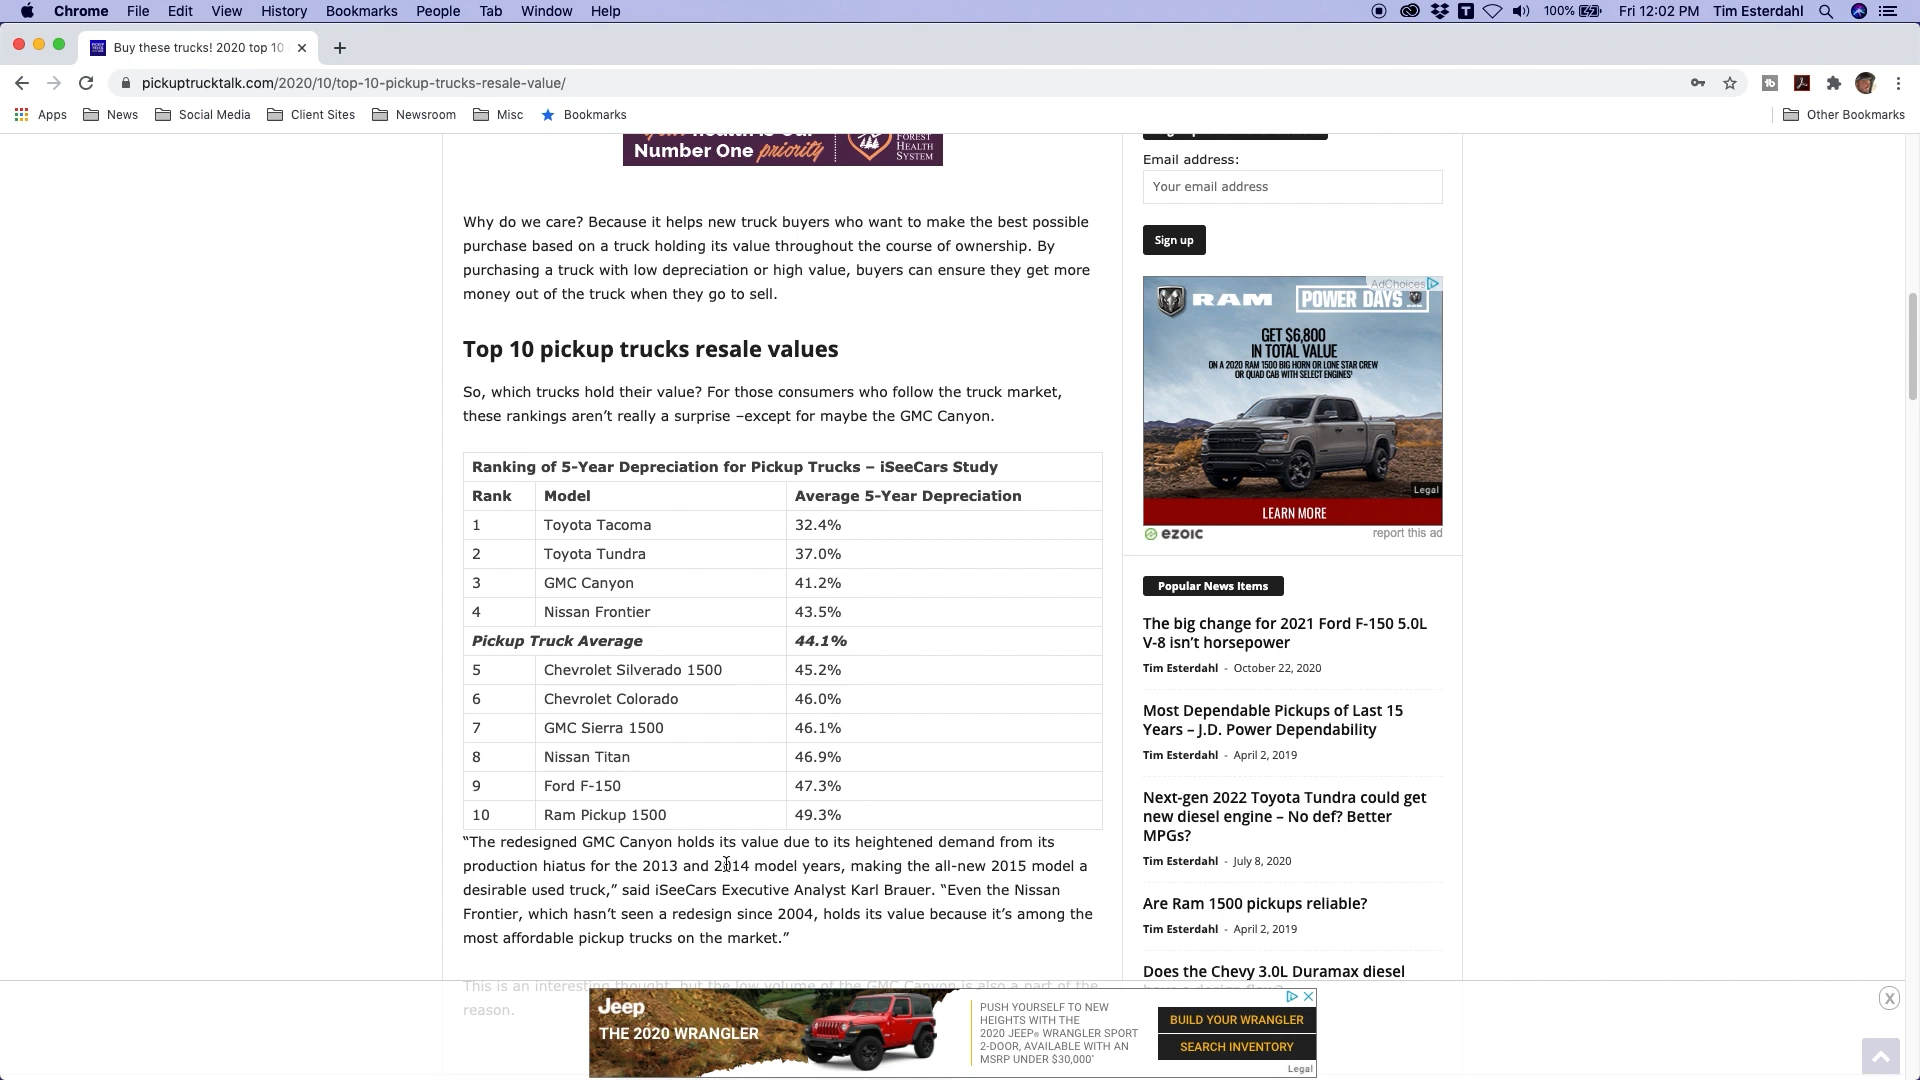 Chrome File Edit View History Bookmarks People Tab Window Help 100% Fri 12:02 PM Tim Esterdahl
Buy these trucks! 2020 top 10
pickuptrucktalk.com/2020/10/top-10-pickup-trucks-resale-value/
Apps News Social Media Client Sites Newsroom Misc Bookmarks Other Bookmarks
Number One priority
FOREST
HEALTH
SYSTEM
Why do we care? Because it helps new truck buyers who want to make the best possible
purchase based on a truck holding its value throughout the course of ownership. By
purchasing a truck with low depreciation or high value, buyers can ensure they get more
money out of the truck when they go to sell.
Top 10 pickup trucks resale values
So, which trucks hold their value? For those consumers who follow the truck market,
these rankings aren’t really a surprise –except for maybe the GMC Canyon.
Ranking of 5-Year Depreciation for Pickup Trucks – iSeeCars Study
Rank Model Average 5-Year Depreciation
1 Toyota Tacoma 32.4%
2 Toyota Tundra 37.0%
3 GMC Canyon 41.2%
4 Nissan Frontier 43.5%
Pickup Truck Average 44.1%
5 Chevrolet Silverado 1500 45.2%
6 Chevrolet Colorado 46.0%
7 GMC Sierra 1500 46.1%
8 Nissan Titan 46.9%
9 Ford F-150 47.3%
10 Ram Pickup 1500 49.3%
“The redesigned GMC Canyon holds its value due to its heightened demand from its
production hiatus for the 2013 and 2014 model years, making the all-new 2015 model a
desirable used truck,” said iSeeCars Executive Analyst Karl Brauer. “Even the Nissan
Frontier, which hasn’t seen a redesign since 2004, holds its value because it’s among the
most affordable pickup trucks on the market.”
This is an interesting thought, but the low volume of the GMC Canyon is also a part of the
reason.
Email address:
Your email address
Sign up
AdChoices
RAM POWER DAYS
GET $6,800
IN TOTAL VALUE
ON A 2020 RAM 1500 BIG HORN OR LONE STAR CREW
OR QUAD CAB WITH SELECT ENGINES
Legal
LEARN MORE
ezoic report this ad
Popular News Items
The big change for 2021 Ford F-150 5.0L
V-8 isn’t horsepower
Tim Esterdahl - October 22, 2020
Most Dependable Pickups of Last 15
Years – J.D. Power Dependability
Tim Esterdahl - April 2, 2019
Next-gen 2022 Toyota Tundra could get
new diesel engine – No def? Better
MPGs?
Tim Esterdahl - July 8, 2020
Are Ram 1500 pickups reliable?
Tim Esterdahl - April 2, 2019
Does the Chevy 3.0L Duramax diesel
Jeep
THE 2020 WRANGLER
PUSH YOURSELF TO NEW
HEIGHTS WITH THE
2020 JEEP® WRANGLER SPORT
2-DOOR, AVAILABLE WITH AN
MSRP UNDER $30,000*
BUILD YOUR WRANGLER
SEARCH INVENTORY
Legal
X